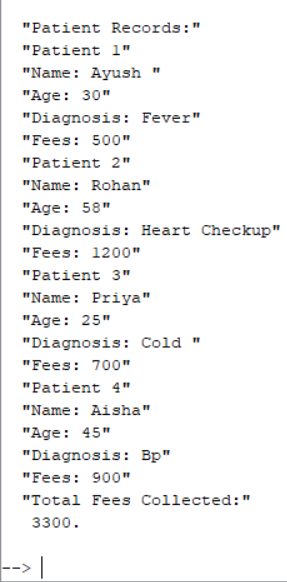 "Patient Records:"
"Patient 1"
"Name: Ayush "
"Age: 30"
"Diagnosis: Fever"
"Fees: 500"
"Patient 2"
"Name: Rohan"
"Age: 58"
"Diagnosis: Heart Checkup"
"Fees: 1200"
"Patient 3"
"Name: Priya"
"Age: 25"
"Diagnosis: Cold "
"Fees: 700"
"Patient 4"
"Name: Aisha"
"Age: 45"
"Diagnosis: Bp"
"Fees: 900"
"Total Fees Collected:"
3300.
-->